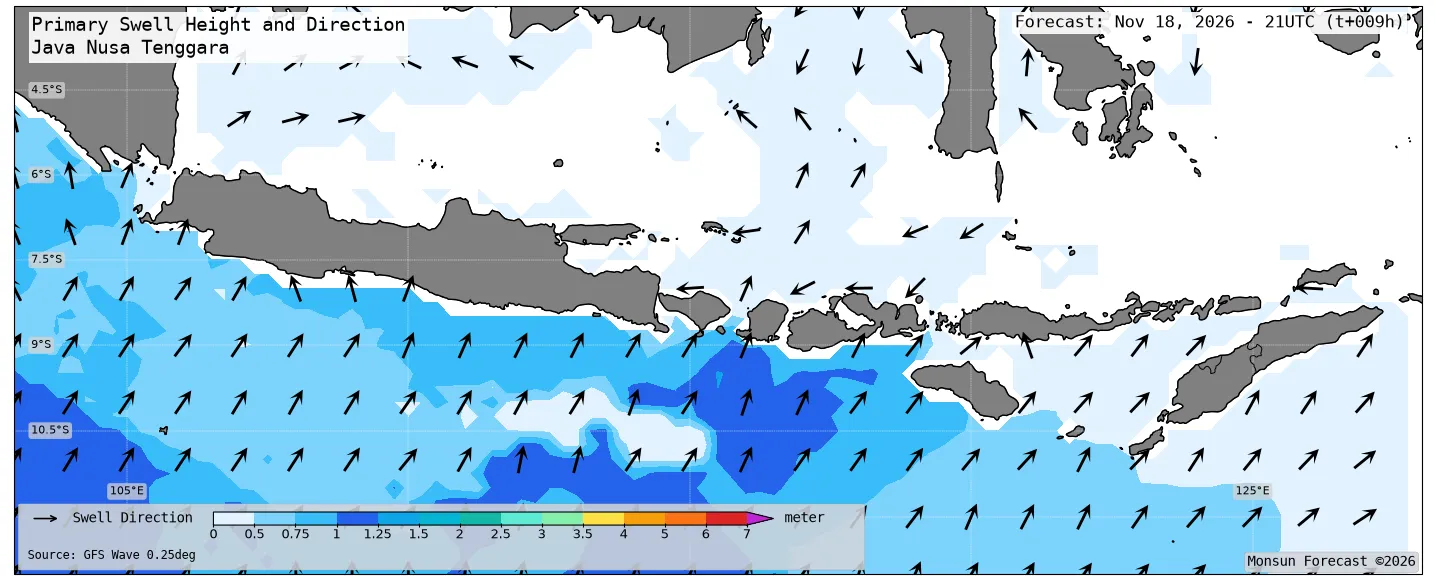 Primary Swell Height and Direction
Java Nusa Tenggara
Forecast: Nov 18, 2026 - 21UTC (t+009h)
4.5°S
6°S
7.5°S
9°S
10.5°S
105°E
125°E
Swell Direction
0 0.5 0.75 1 1.25 1.5 2 2.5 3 3.5 4 5 6 7
meter
Source: GFS Wave 0.25deg
Monsun Forecast ©2026